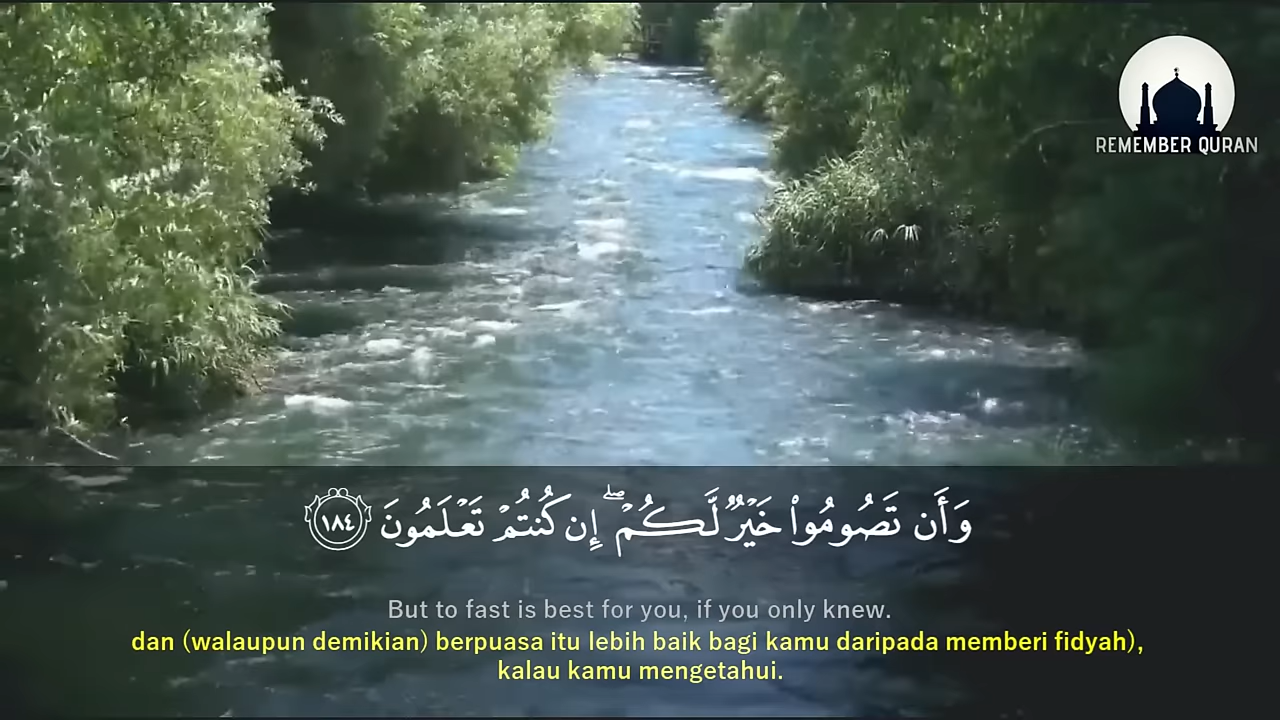 REMEMBER QURAN
وَأَن تَصُومُوا۟ خَيْرٌ لَّكُمْ ۖ إِن كُنتُمْ تَعْلَمُونَ ١٨٤
But to fast is best for you, if you only knew.
dan (walaupun demikian) berpuasa itu lebih baik bagi kamu daripada memberi fidyah),
kalau kamu mengetahui.